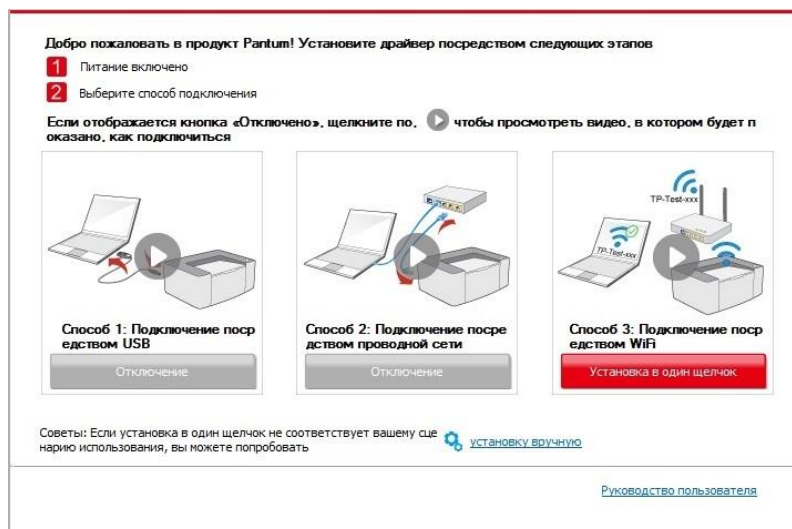 Добро пожаловать в продукт Pantum! Установите драйвер посредством следующих этапов
1 Питание включено
2 Выберите способ подключения
Если отображается кнопка «Отключено», щелкните по, чтобы просмотреть видео, в котором будет п
оказано, как подключиться
TP-Test-xxx
TP-Test-xxx
Способ 1: Подключение поср
едством USB
Отключение
Способ 2: Подключение посре
дством проводной сети
Отключение
Способ 3: Подключение поср
едством WiFi
Установка в один щелчок
Советы: Если установка в один щелчок не соответствует вашему сце
нарию использования, вы можете попробовать
установку вручную
Руководство пользователя